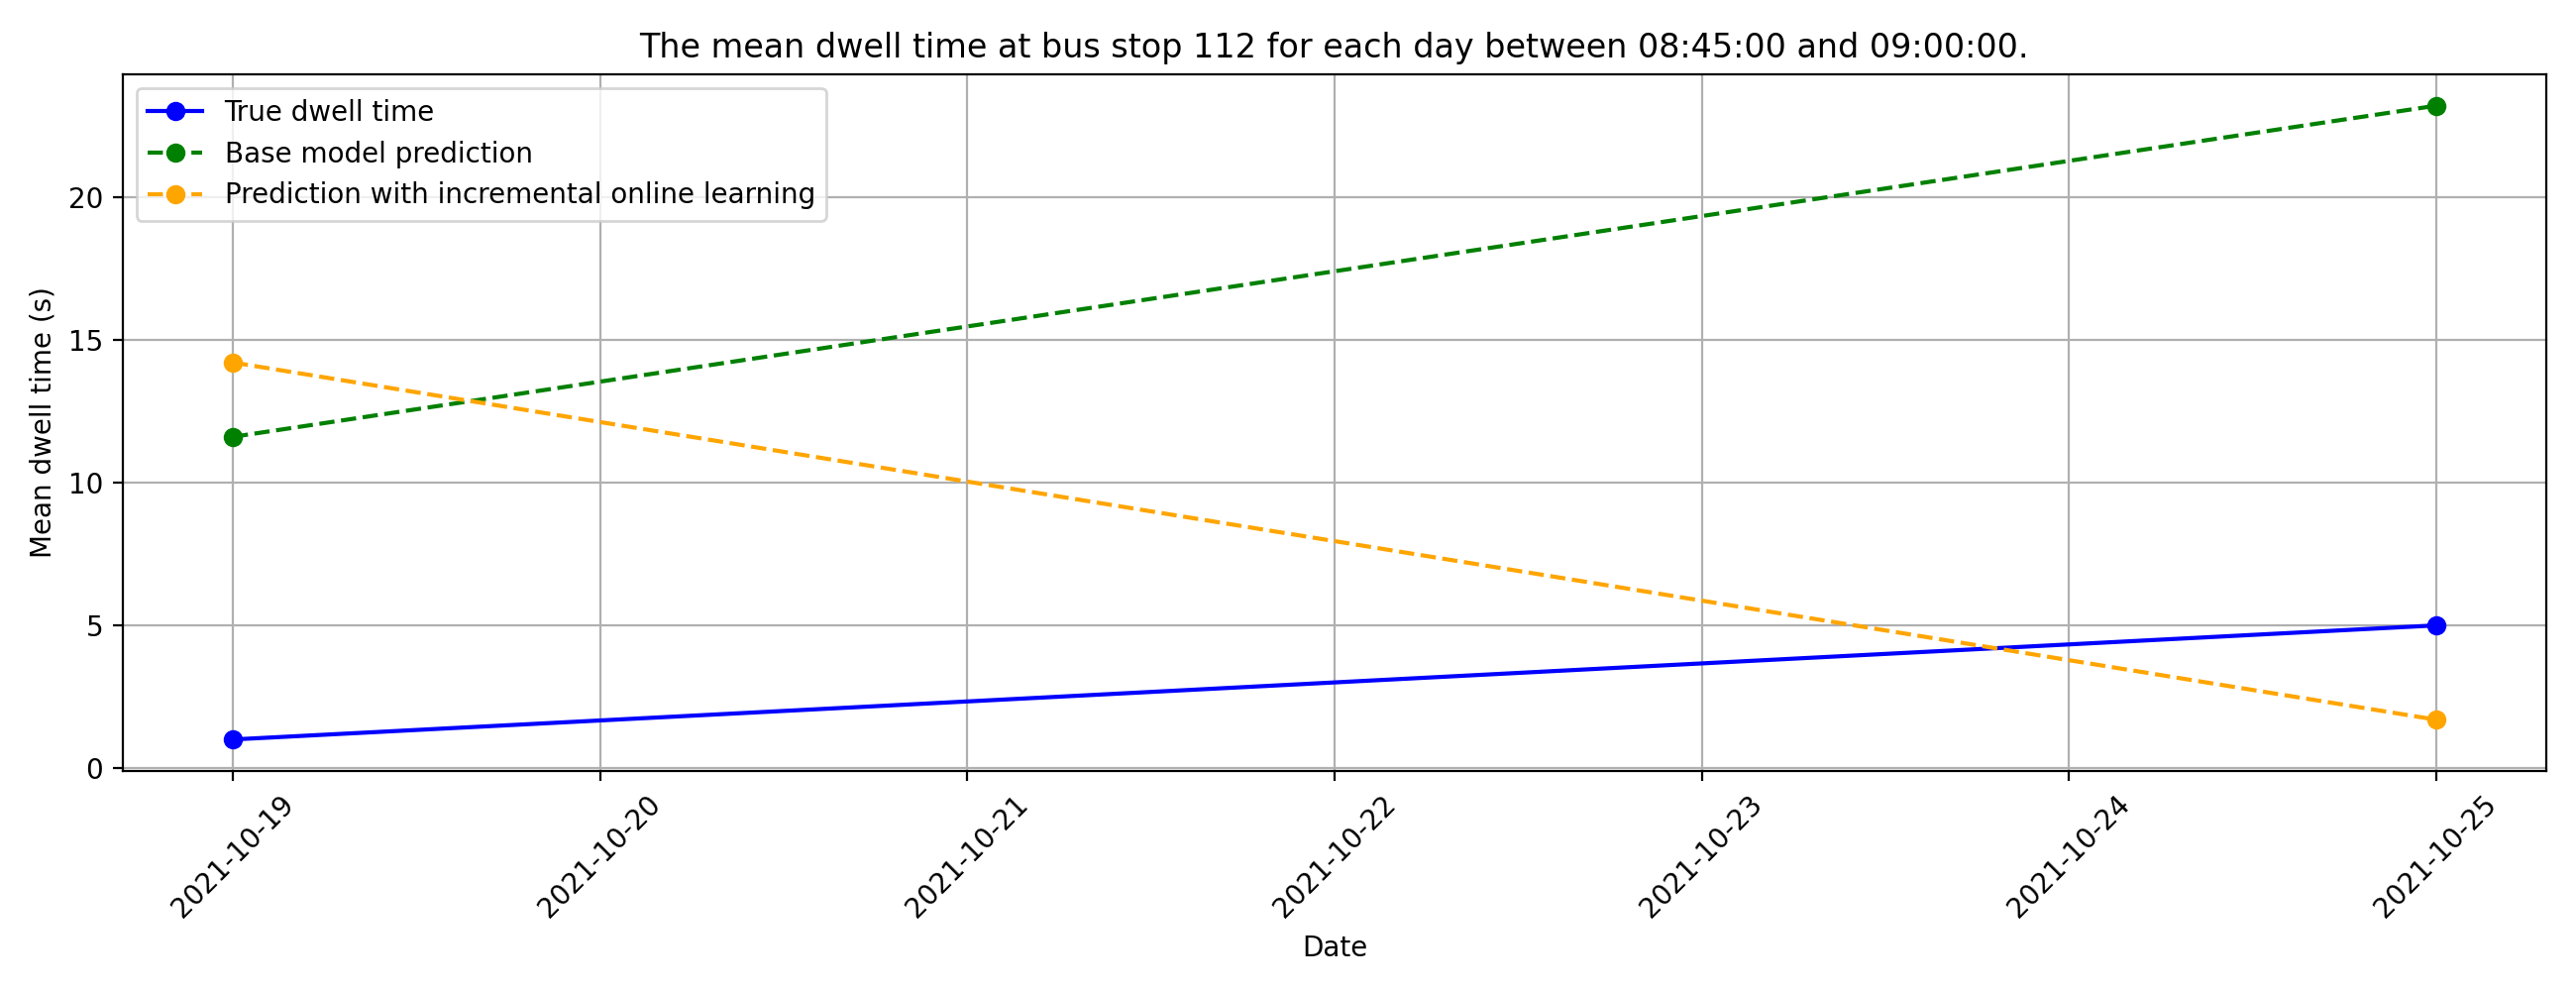 The mean dwell time at bus stop 112 for each day between 08:45:00 and 09:00:00.
True dwell time
Base model prediction
Prediction with incremental online learning
Mean dwell time (s)
20
15
10
5
0
2021-10-19
2021-10-20
2021-10-21
2021-10-22
2021-10-23
2021-10-24
2021-10-25
Date